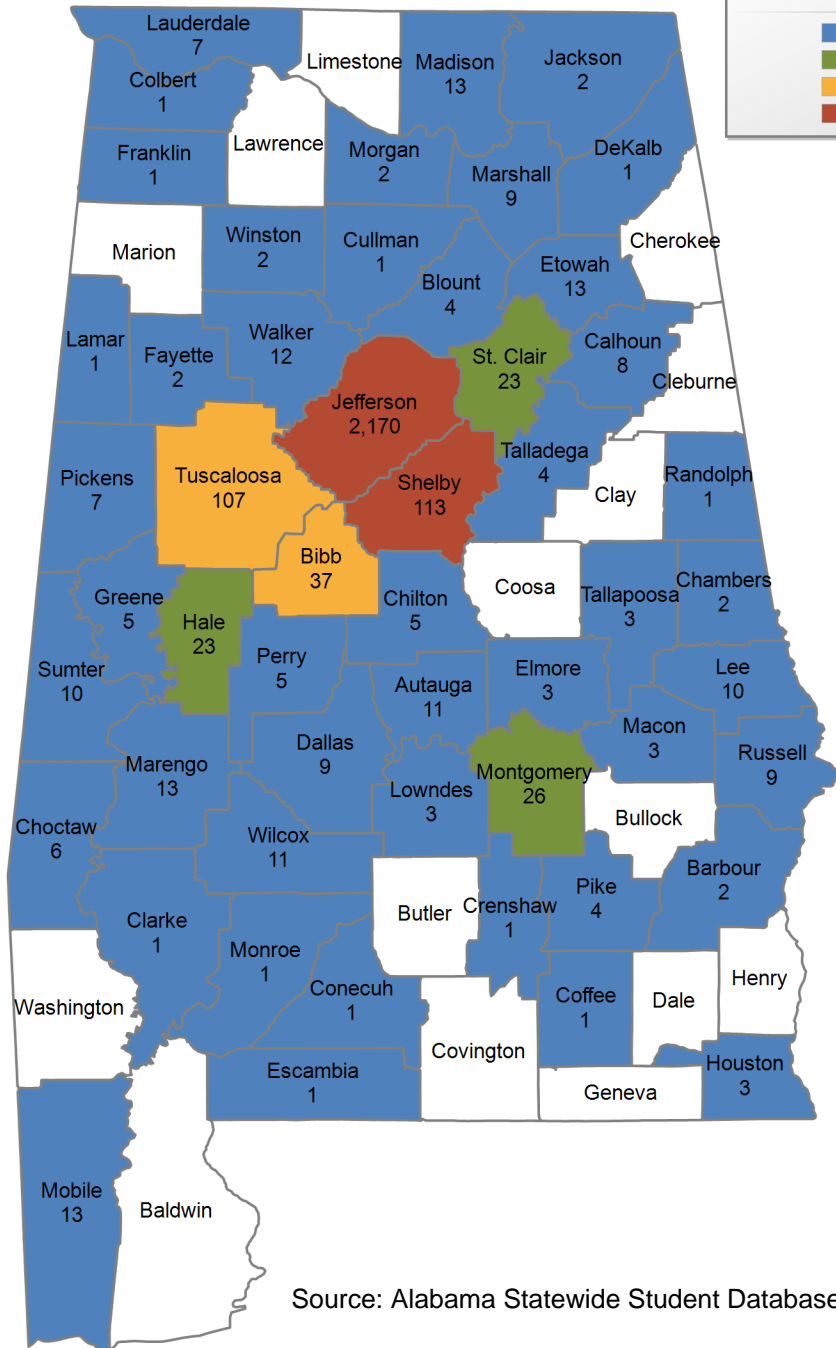 Lauderdale
7
Limestone
Madison
13
Jackson
2
Colbert
1
Lawrence
Franklin
1
Morgan
2
DeKalb
1
Marshall
9
Marion
Winston
2
Cullman
1
Cherokee
Etowah
13
Blount
4
Lamar
1
Fayette
2
Walker
12
St. Clair
23
Calhoun
8
Cleburne
Jefferson
2,170
Talladega
4
Pickens
7
Tuscaloosa
107
Shelby
113
Clay
Randolph
1
Bibb
37
Coosa
Tallapoosa
3
Chambers
2
Greene
5
Hale
23
Chilton
5
Perry
5
Sumter
10
Elmore
3
Lee
10
Autauga
11
Macon
3
Dallas
9
Russell
9
Marengo
13
Montgomery
26
Lowndes
3
Bullock
Choctaw
6
Wilcox
11
Barbour
2
Pike
4
Butler
Crenshaw
1
Clarke
1
Monroe
1
Henry
Washington
Conecuh
1
Coffee
1
Dale
Covington
Houston
3
Escambia
1
Geneva
Mobile
13
Baldwin
Source: Alabama Statewide Student Database